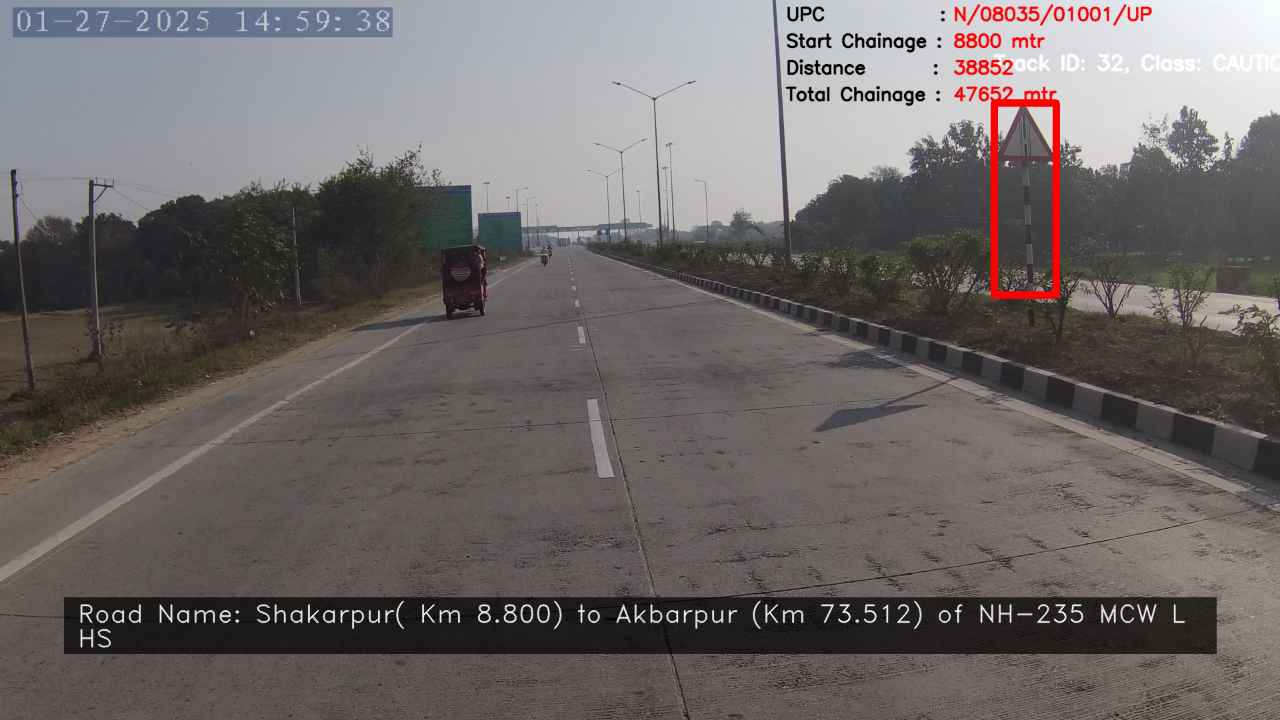 01-27-2025 14:59:38
UPC : N/08035/01001/UP
Start Chainage : 8800 mtr
Distance : 38852
Track ID: 32, Class: CAUTIO
Total Chainage : 47652 mtr
Road Name: Shakarpur( Km 8.800) to Akbarpur (Km 73.512) of NH-235 MCW L
HS